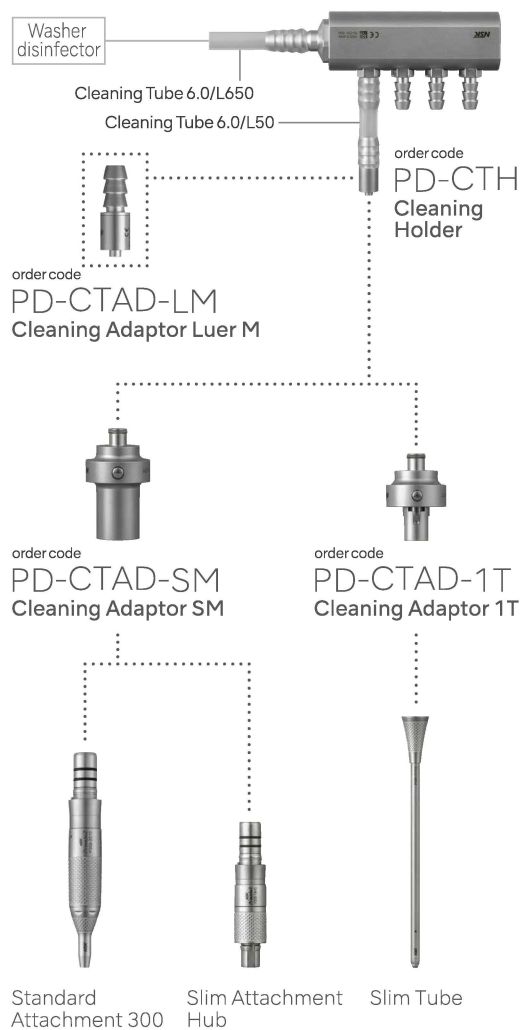 Washer
disinfector
NSK
Cleaning Tube 6.0/L650
Cleaning Tube 6.0/L50
order code
PD-CTH
Cleaning
Holder
order code
PD-CTAD-LM
Cleaning Adaptor Luer M
order code
PD-CTAD-SM
Cleaning Adaptor SM
order code
PD-CTAD-1T
Cleaning Adaptor 1T
Standard
Attachment 300
Slim Attachment
Hub
Slim Tube